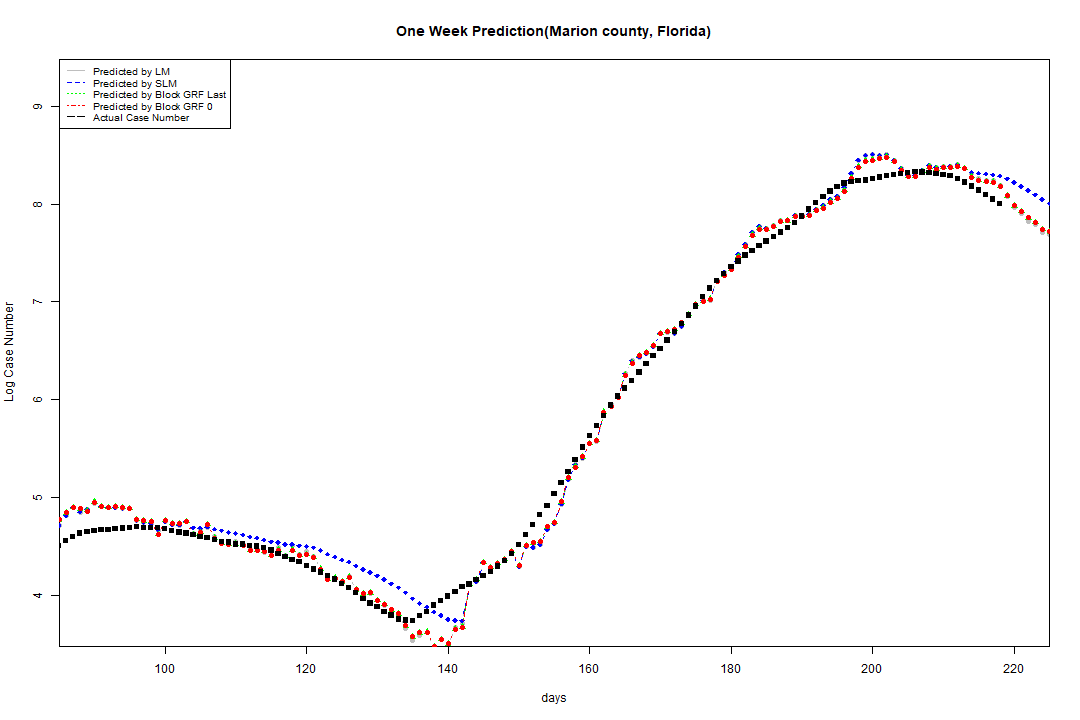 One Week Prediction(Marion county, Florida)
Predicted by LM
Predicted by SLM
Predicted by Block GRF Last
Predicted by Block GRF 0
Actual Case Number
9
8
7
6
5
4
Log Case Number
100 120 140 160 180 200 220
days